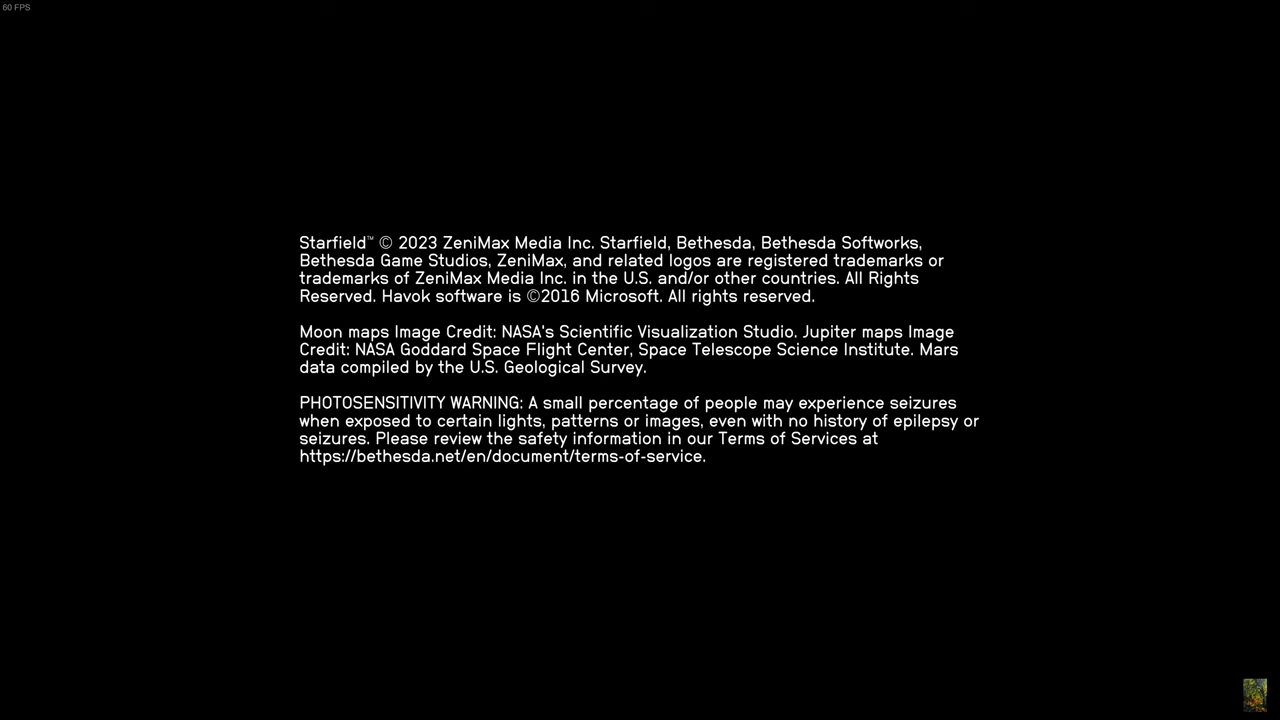 60 FPS
Starfield™ © 2023 ZeniMax Media Inc. Starfield, Bethesda, Bethesda Softworks,
Bethesda Game Studios, ZeniMax, and related logos are registered trademarks or
trademarks of ZeniMax Media Inc. in the U.S. and/or other countries. All Rights
Reserved. Havok software is ©2016 Microsoft. All rights reserved.
Moon maps Image Credit: NASA's Scientific Visualization Studio. Jupiter maps Image
Credit: NASA Goddard Space Flight Center, Space Telescope Science Institute. Mars
data compiled by the U.S. Geological Survey.
PHOTOSENSITIVITY WARNING: A small percentage of people may experience seizures
when exposed to certain lights, patterns or images, even with no history of epilepsy or
seizures. Please review the safety information in our Terms of Services at
https://bethesda.net/en/document/terms-of-service.